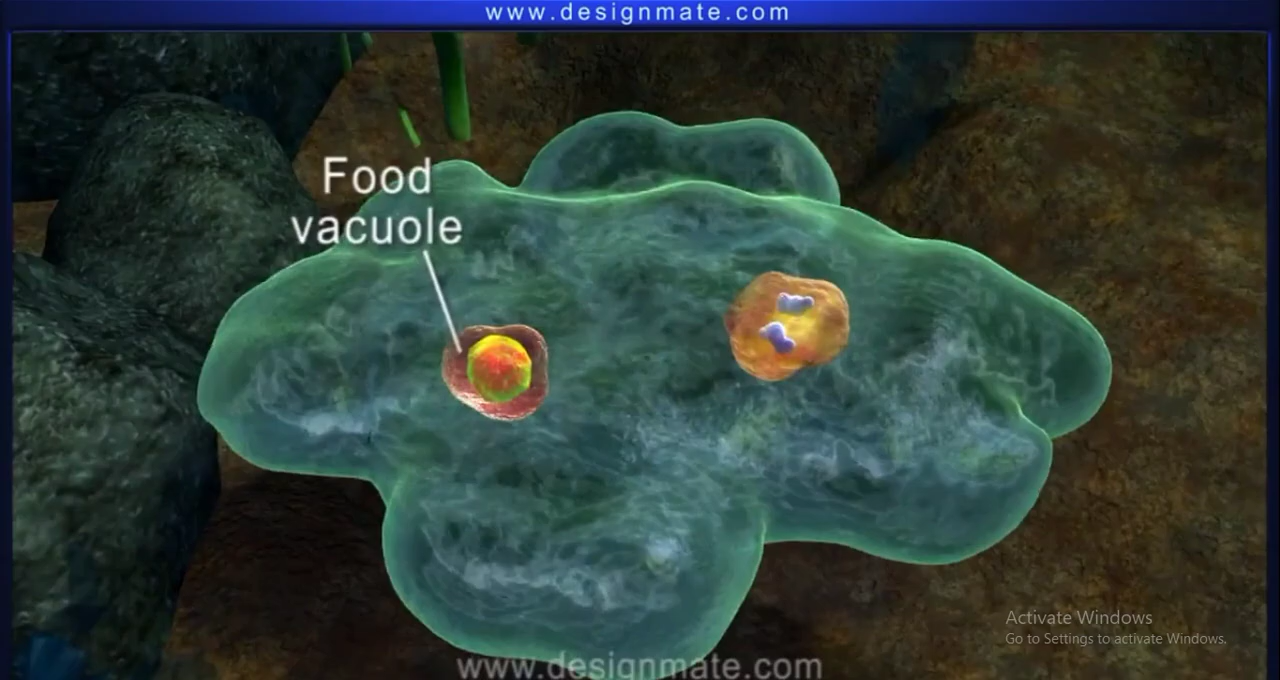 www.designmate.com
Food
vacuole
Activate Windows
Go to Settings to activate Windows.
www.designmate.com